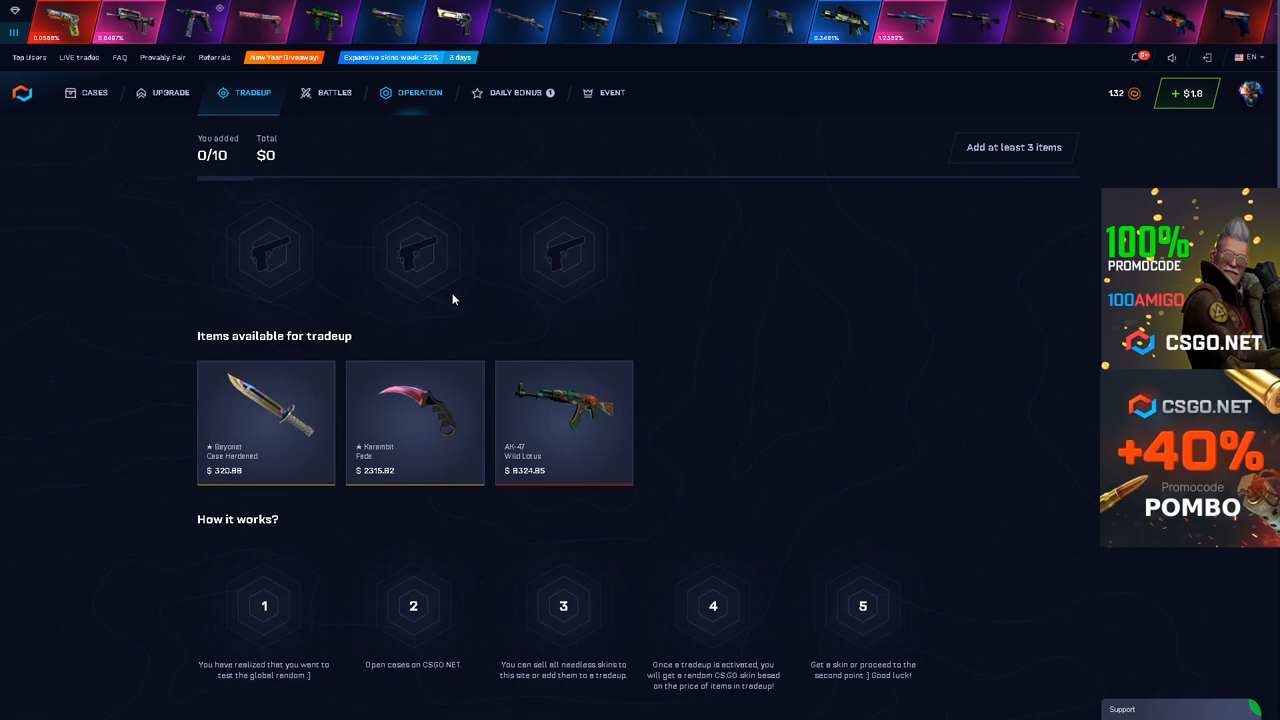 0.0568%
0.6497%
0.3481%
1.2382%
Top Users
LIVE trades
FAQ
Provably Fair
Referrals
New Year Giveaway!
Expensive skins week -22%
3 days
5+
EN
CASES
UPGRADE
TRADEUP
BATTLES
OPERATION
DAILY BONUS 1
EVENT
132
+ $1.8
You added
0/10
Total
$0
Add at least 3 items
100%
PROMOCODE
100AMIGO
CSGO.NET
Items available for tradeup
★ Bayonet
Case Hardened
$ 320.88
★ Karambit
Fade
$ 2315.82
AK-47
Wild Lotus
$ 8324.85
CSGO.NET
+40%
Promocode
POMBO
How it works?
1
2
3
4
5
You have realized that you want to
test the global random :]
Open cases on CSGO.NET.
You can sell all needless skins to
this site or add them to a tradeup.
Once a tradeup is activated, you
will get a random CS:GO skin based
on the price of items in tradeup!
Get a skin or proceed to the
second point :] Good luck!
Support